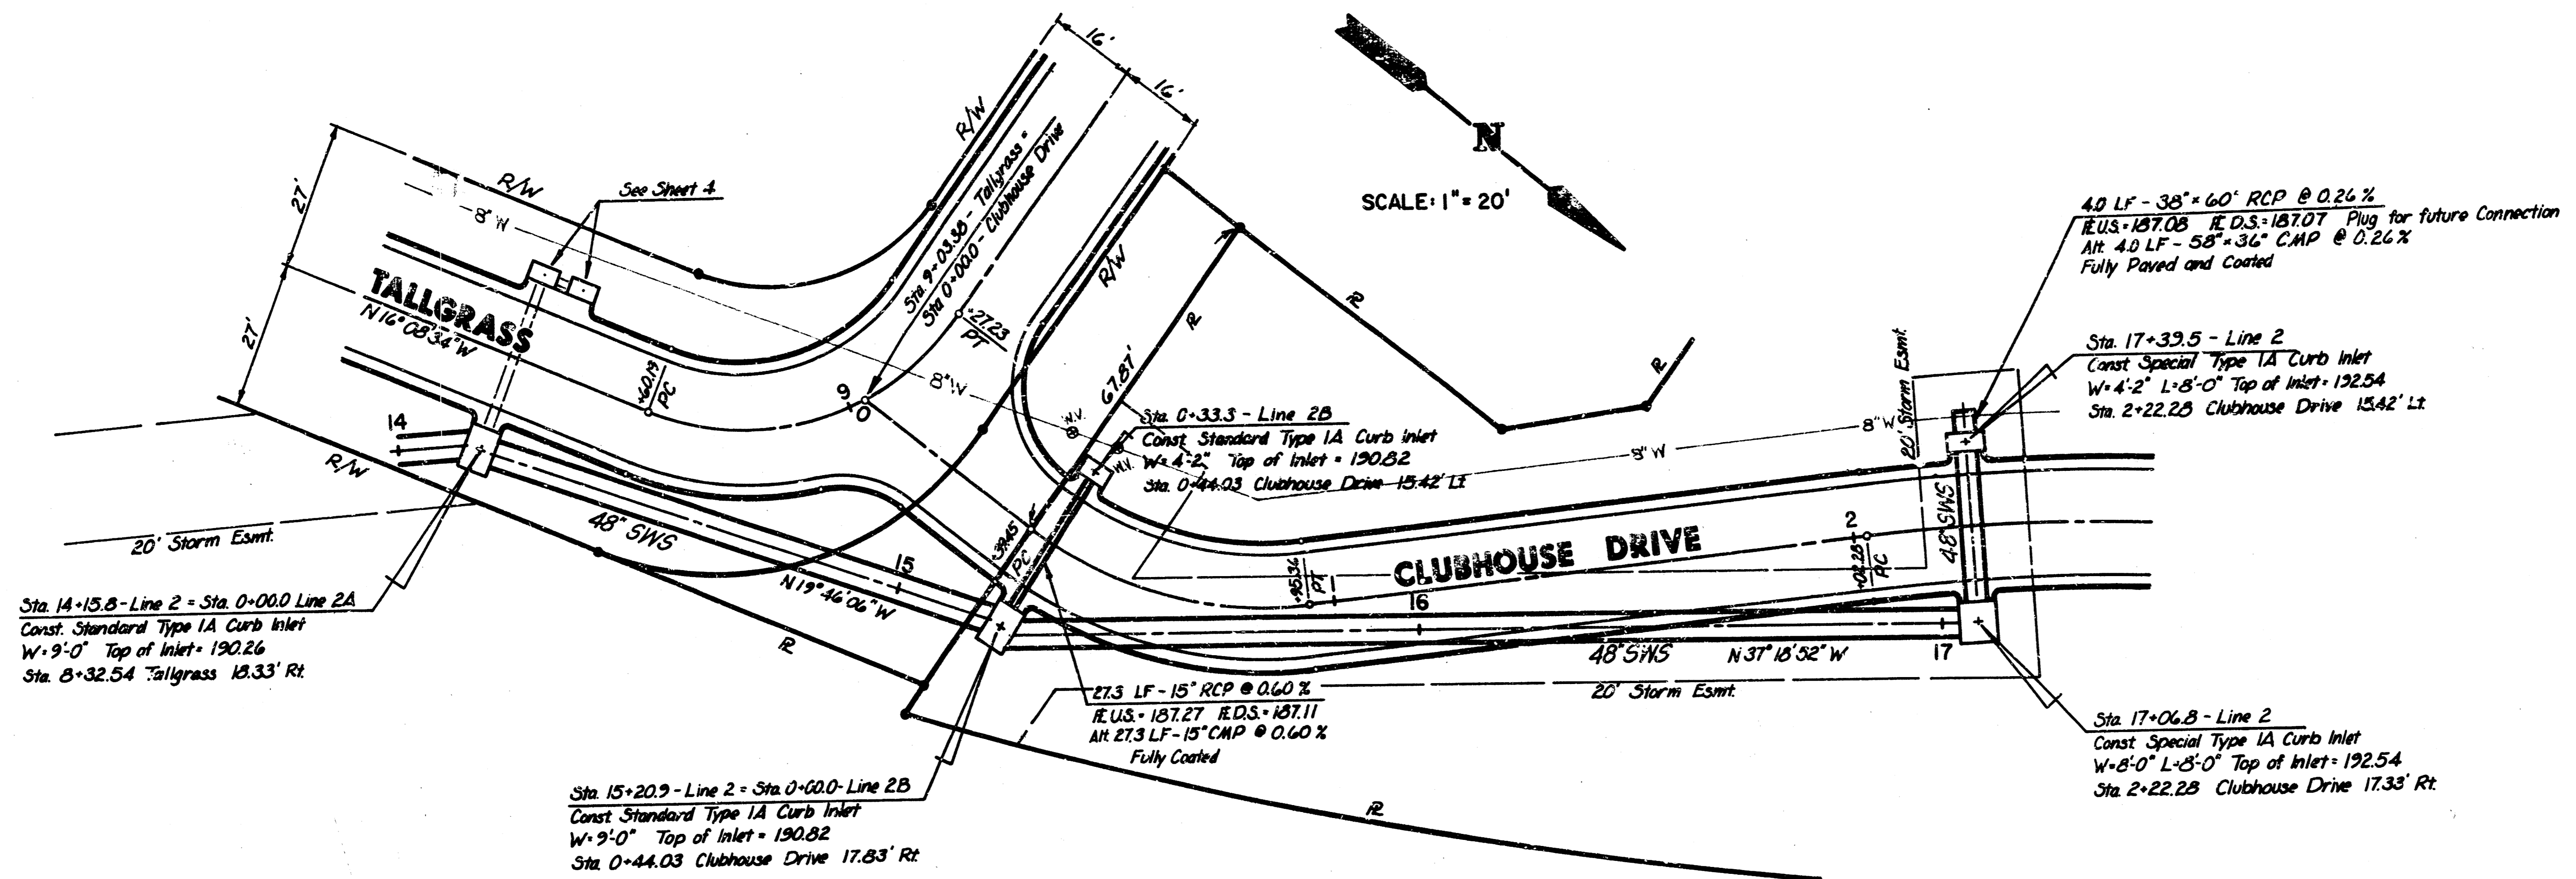 16'
16'
27'
27'
R/W
8" W
See Sheet 4
R/W
Sta. 9+03.38 - Tallgrass =
Sta 0+00.0 - Clubhouse Drive
R/W
N
SCALE: 1" = 20'
4.0 LF - 38" x 60" RCP @ 0.26 %
FL U.S. = 187.08 FL D.S. = 187.07 Plug for future Connection
Alt. 4.0 LF - 58" x 36" CMP @ 0.26 %
Fully Paved and Coated
TALLGRASS
N 16° 08' 34" W
+60.19
PC
+27.23
PT
9
0
8" W
67.87'
PL
PL
PL
20' Storm Esmt.
Sta. 17+39.5 - Line 2
Const Special Type 1A Curb Inlet
W = 4'-2" L = 8'-0" Top of Inlet = 192.54
Sta. 2+22.28 Clubhouse Drive 15.42' Lt.
W.V.
W.V.
Sta. 0+33.3 - Line 2B
Const Standard Type 1A Curb Inlet
W = 4'-2" Top of Inlet = 190.82
Sta. 0+44.03 Clubhouse Drive 15.42' Lt
8" W
8" W
14
R/W
20' Storm Esmt.
48" SWS
15
N 19° 46' 06" W
PL
+39.45
PC
+95.36
PT
CLUBHOUSE DRIVE
2
+02.28
PC
48" SWS
16
17
48" SWS
N 37° 18' 52" W
20' Storm Esmt.
Sta. 14+15.8 - Line 2 = Sta. 0+00.0 Line 2A
Const. Standard Type 1A Curb Inlet
W = 9'-0" Top of Inlet = 190.26
Sta. 8+32.54 Tallgrass 18.33' Rt.
27.3 LF - 15" RCP @ 0.60 %
FL U.S. = 187.27 FL D.S. = 187.11
Alt. 27.3 LF - 15" CMP @ 0.60 %
Fully Coated
Sta. 15+20.9 - Line 2 = Sta. 0+00.0 - Line 2B
Const Standard Type 1A Curb Inlet
W = 9'-0" Top of Inlet = 190.82
Sta. 0+44.03 Clubhouse Drive 17.83' Rt.
Sta. 17+06.8 - Line 2
Const Special Type 1A Curb Inlet
W = 8'-0" L = 8'-0" Top of Inlet = 192.54
Sta. 2+22.28 Clubhouse Drive 17.33' Rt.
PL